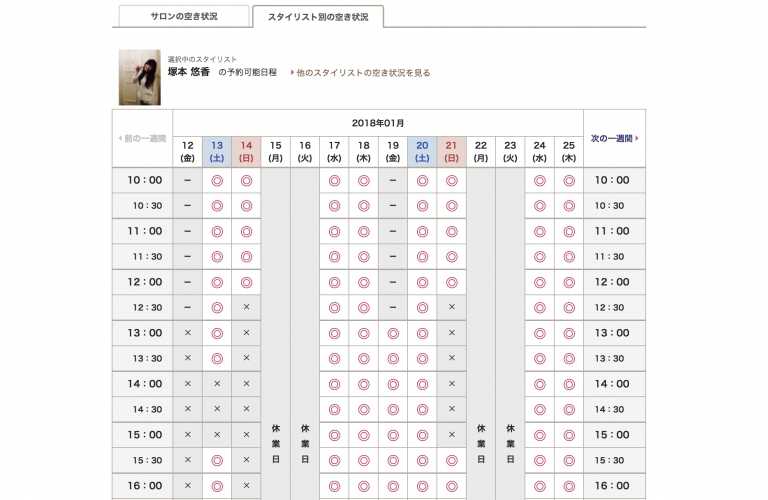 サロンの空き状況 スタイリスト別の空き状況
選択中のスタイリスト
塚本 悠香 の予約可能日程 他のスタイリストの空き状況を見る
前の一週間 2018年01月 次の一週間
12 13 14 15 16 17 18 19 20 21 22 23 24 25
(金) (土) (日) (月) (火) (水) (木) (金) (土) (日) (月) (火) (水) (木)
10:00 − ◎ ◎ ◎ ◎ − ◎ ◎ ◎ ◎ 10:00
10:30 − ◎ ◎ ◎ ◎ − ◎ ◎ ◎ ◎ 10:30
11:00 − ◎ ◎ ◎ ◎ − ◎ ◎ ◎ ◎ 11:00
11:30 − ◎ ◎ ◎ ◎ − ◎ ◎ ◎ ◎ 11:30
12:00 − ◎ ◎ ◎ ◎ − ◎ ◎ ◎ ◎ 12:00
12:30 − ◎ × ◎ ◎ − ◎ × ◎ ◎ 12:30
13:00 × ◎ × ◎ ◎ ◎ ◎ × ◎ ◎ 13:00
13:30 × ◎ × ◎ ◎ ◎ ◎ × ◎ ◎ 13:30
14:00 × × × ◎ ◎ ◎ ◎ × ◎ ◎ 14:00
14:30 × × × ◎ ◎ ◎ ◎ × ◎ ◎ 14:30
15:00 × × × ◎ ◎ ◎ ◎ × ◎ ◎ 15:00
15:30 × ◎ × ◎ ◎ ◎ ◎ ◎ ◎ ◎ 15:30
16:00 × ◎ × ◎ ◎ ◎ ◎ ◎ ◎ ◎ 16:00
休業日
休業日
休業日
休業日